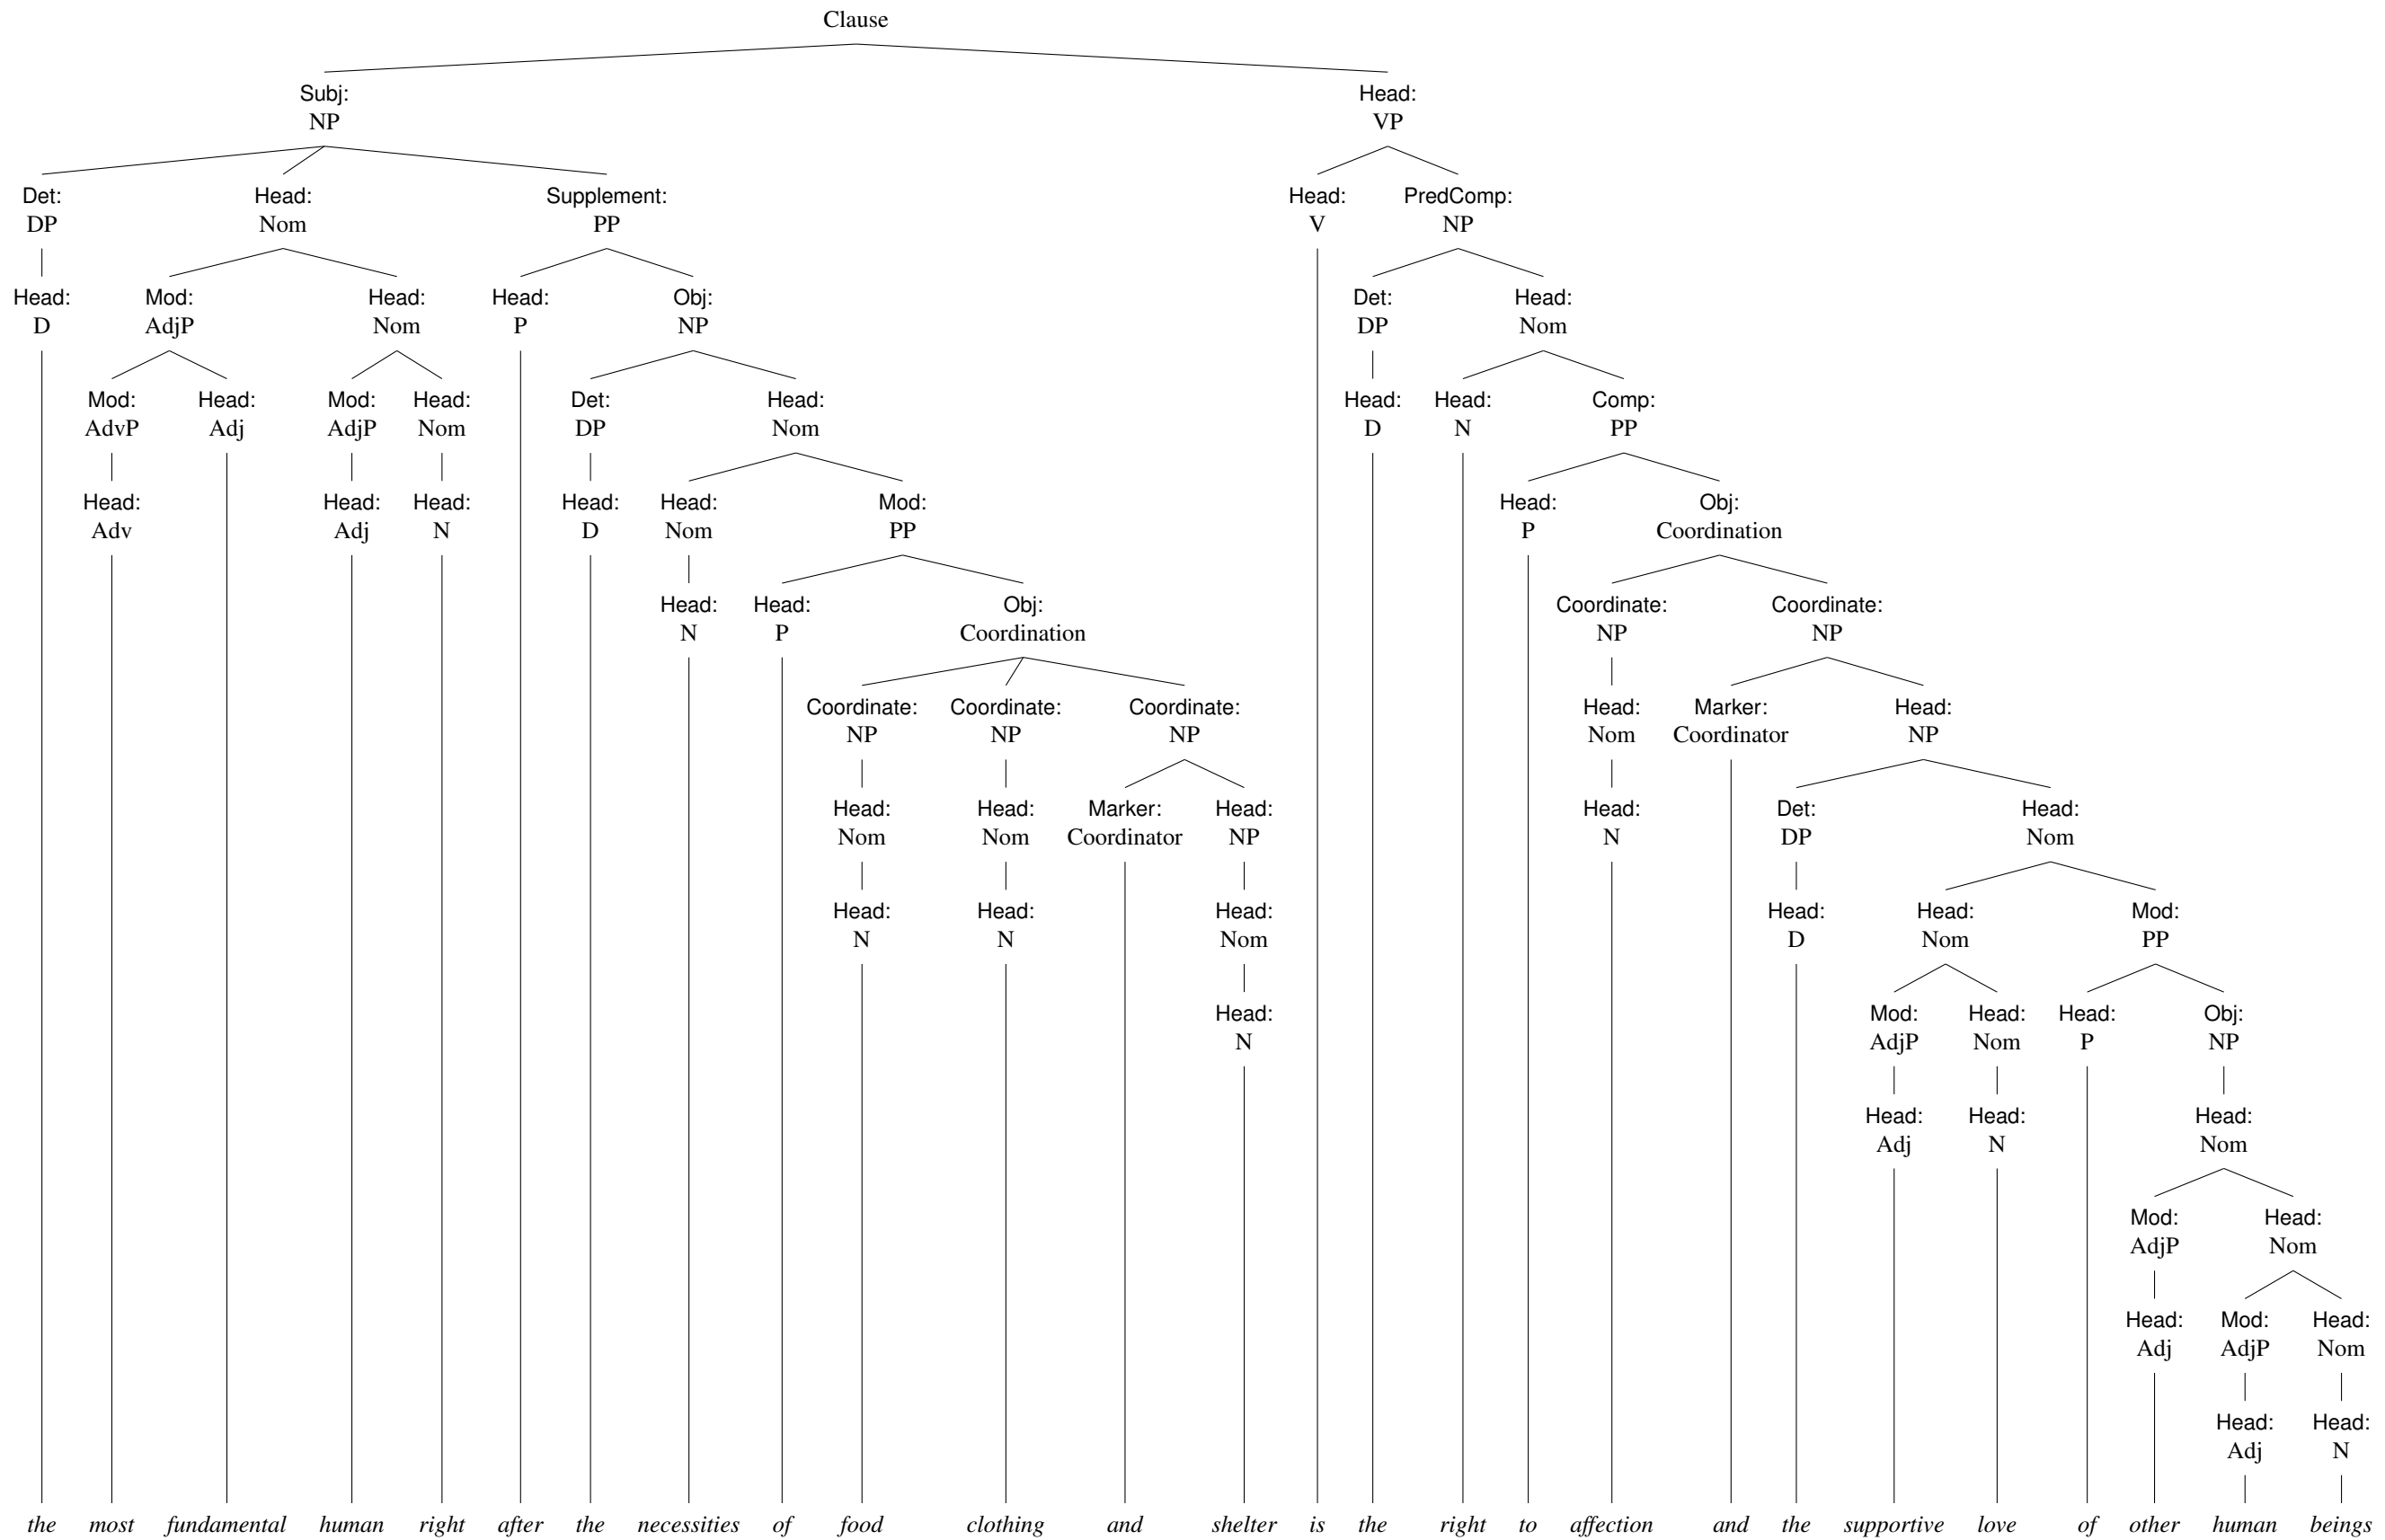 Clause
Subj: Head:
NP VP
Det: Head: Supplement: Head: PredComp:
DP Nom PP V NP
Head: Mod: Head: Head: Obj: Det: Head:
D AdjP Nom P NP DP Nom
Mod: Head: Mod: Head: Det: Head: Head: Head: Comp:
AdvP Adj AdjP Nom DP Nom D N PP
Head: Head: Head: Head: Head: Mod: Head: Obj:
Adv Adj N D Nom PP P Coordination
Head: Head: Obj: Coordinate: Coordinate:
N P Coordination NP NP
Coordinate: Coordinate: Coordinate: Head: Marker: Head:
NP NP NP Nom Coordinator NP
Head: Head: Marker: Head: Head: Det: Head:
Nom Nom Coordinator NP N DP Nom
Head: Head: Head: Head: Head: Mod:
N N Nom D Nom PP
Head: Mod: Head: Head: Obj:
N AdjP Nom P NP
Head: Head: Head:
Adj N Nom
Mod: Head:
AdjP Nom
Head: Mod: Head:
Adj AdjP Nom
Head: Head:
Adj N
the most fundamental human right after the necessities of food clothing and shelter is the right to affection and the supportive love of other human beings